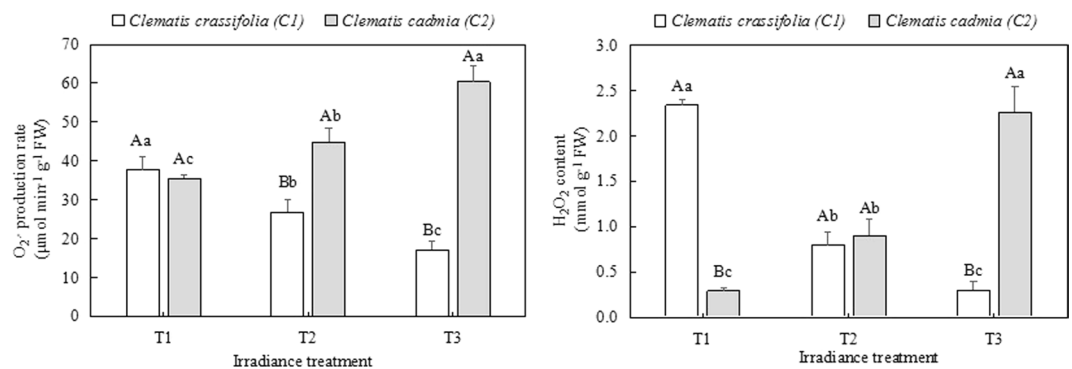 Clematis crassifolia (C1) Clematis cadmia (C2)
70
60
50
40
30
20
10
0
O₂·⁻ production rate
(μmol min⁻¹ g⁻¹ FW)
Aa Ac Bb Ab Bc Aa
T1 T2 T3
Irradiance treatment
Clematis crassifolia (C1) Clematis cadmia (C2)
3.0
2.5
2.0
1.5
1.0
0.5
0.0
H₂O₂ content
(mmol g⁻¹ FW)
Aa Bc Ab Ab Bc Aa
T1 T2 T3
Irradiance treatment